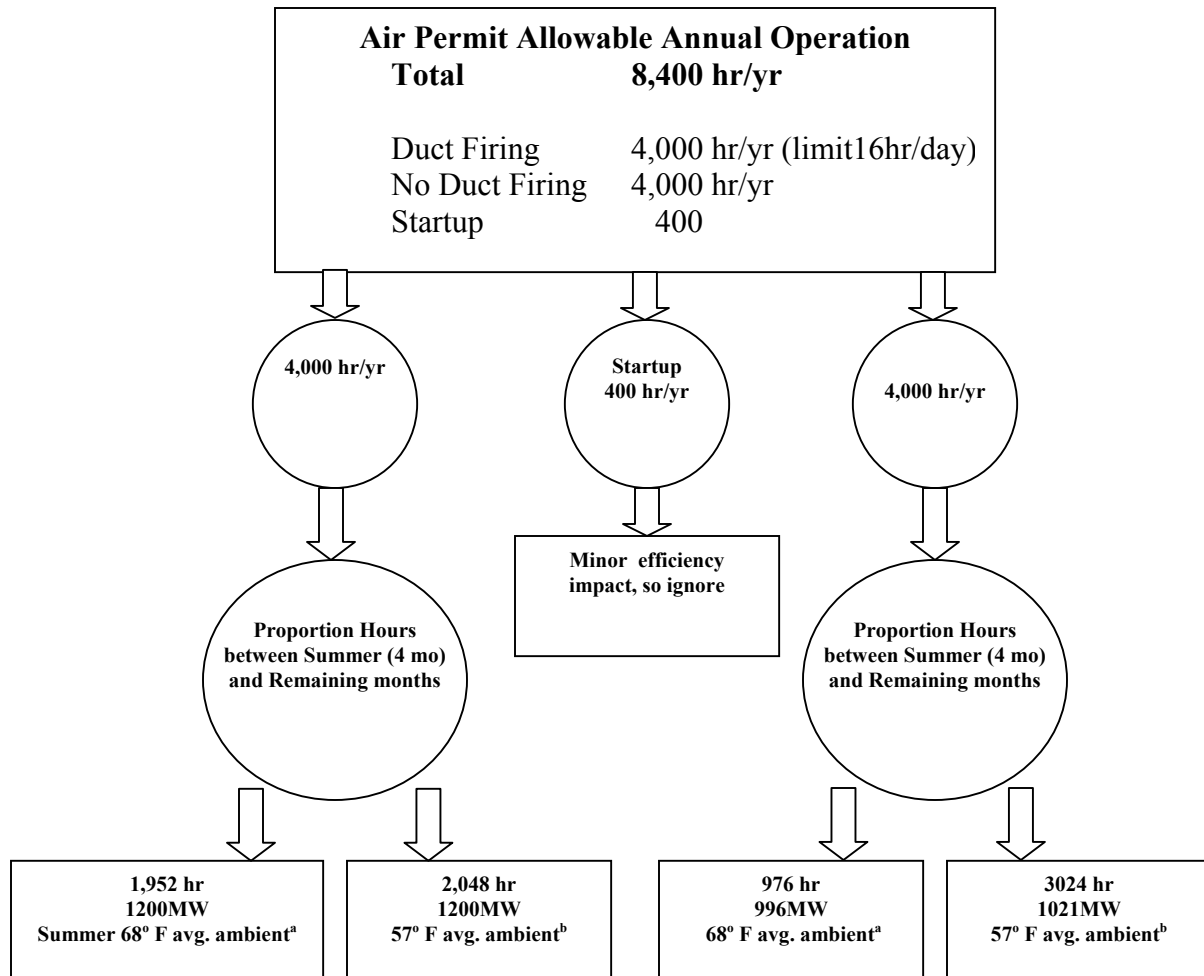 Air Permit Allowable Annual Operation
Total 8,400 hr/yr
Duct Firing 4,000 hr/yr (limit16hr/day)
No Duct Firing 4,000 hr/yr
Startup 400
4,000 hr/yr
Startup
400 hr/yr
4,000 hr/yr
Proportion Hours
between Summer (4 mo)
and Remaining months
Minor efficiency
impact, so ignore
Proportion Hours
between Summer (4 mo)
and Remaining months
1,952 hr
1200MW
Summer 68º F avg. ambientᵃ
2,048 hr
1200MW
57º F avg. ambientᵇ
976 hr
996MW
68º F avg. ambientᵃ
3024 hr
1021MW
57º F avg. ambientᵇ